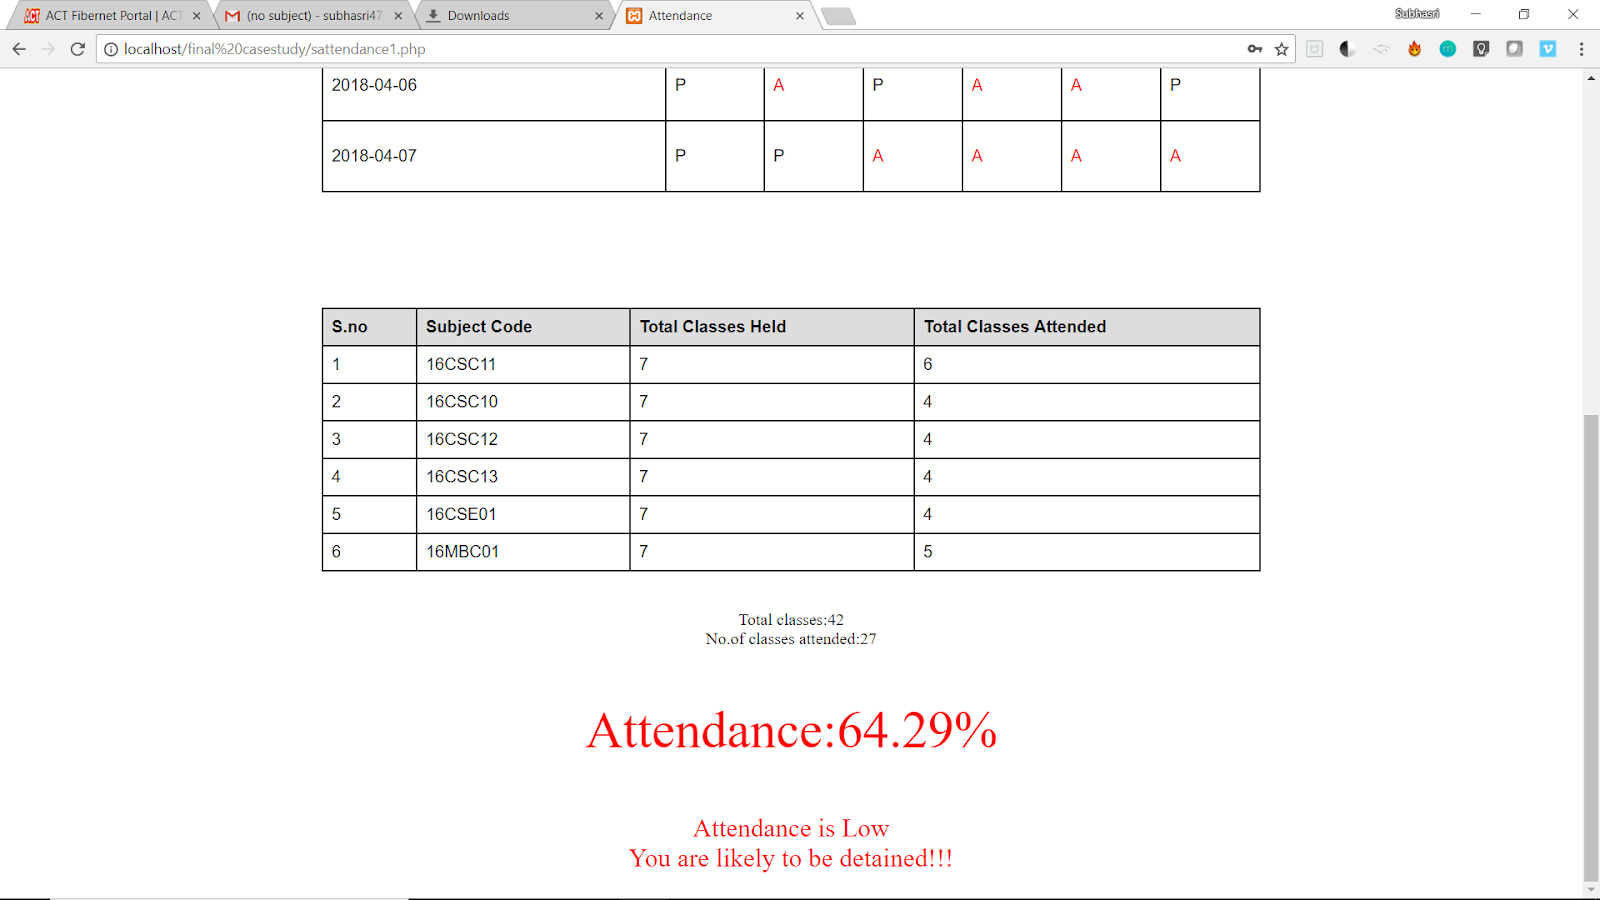 ACT Fibernet Portal | ACT
(no subject) - subhasri47
Downloads
Attendance
Subhasri
localhost/final%20casestudy/sattendance1.php
2018-04-06 P A P A A P
2018-04-07 P P A A A A
S.no Subject Code Total Classes Held Total Classes Attended
1 16CSC11 7 6
2 16CSC10 7 4
3 16CSC12 7 4
4 16CSC13 7 4
5 16CSE01 7 4
6 16MBC01 7 5
Total classes:42
No.of classes attended:27
Attendance:64.29%
Attendance is Low
You are likely to be detained!!!